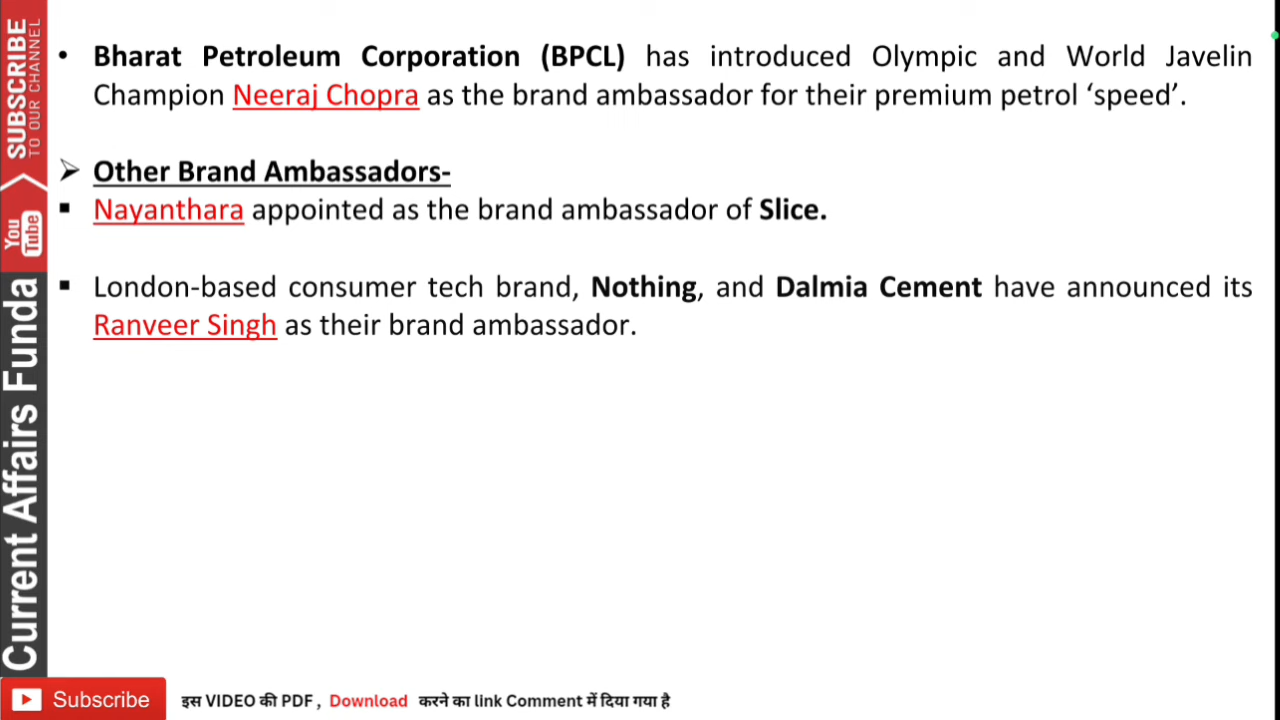 • Bharat Petroleum Corporation (BPCL) has introduced Olympic and World Javelin
Champion Neeraj Chopra as the brand ambassador for their premium petrol ‘speed’.
➢ Other Brand Ambassadors-
▪ Nayanthara appointed as the brand ambassador of Slice.
▪ London-based consumer tech brand, Nothing, and Dalmia Cement have announced its
Ranveer Singh as their brand ambassador.
SUBSCRIBE
TO OUR CHANNEL
You Tube
Current Affairs Funda
Subscribe
इस VIDEO की PDF , Download करने का link Comment में दिया गया है